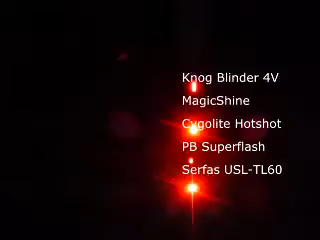 Knog Blinder 4V
MagicShine
Cygolite Hotshot
PB Superflash
Serfas USL-TL60